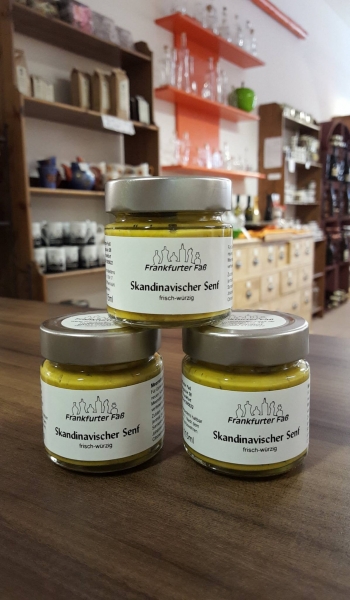 Frankfurter Faß
Skandinavischer Senf
frisch-würzig
Frankfurter Faß
Skandinavischer Senf
frisch-würzig
Frankfurter Faß
Skandinavischer Senf
frisch-würzig